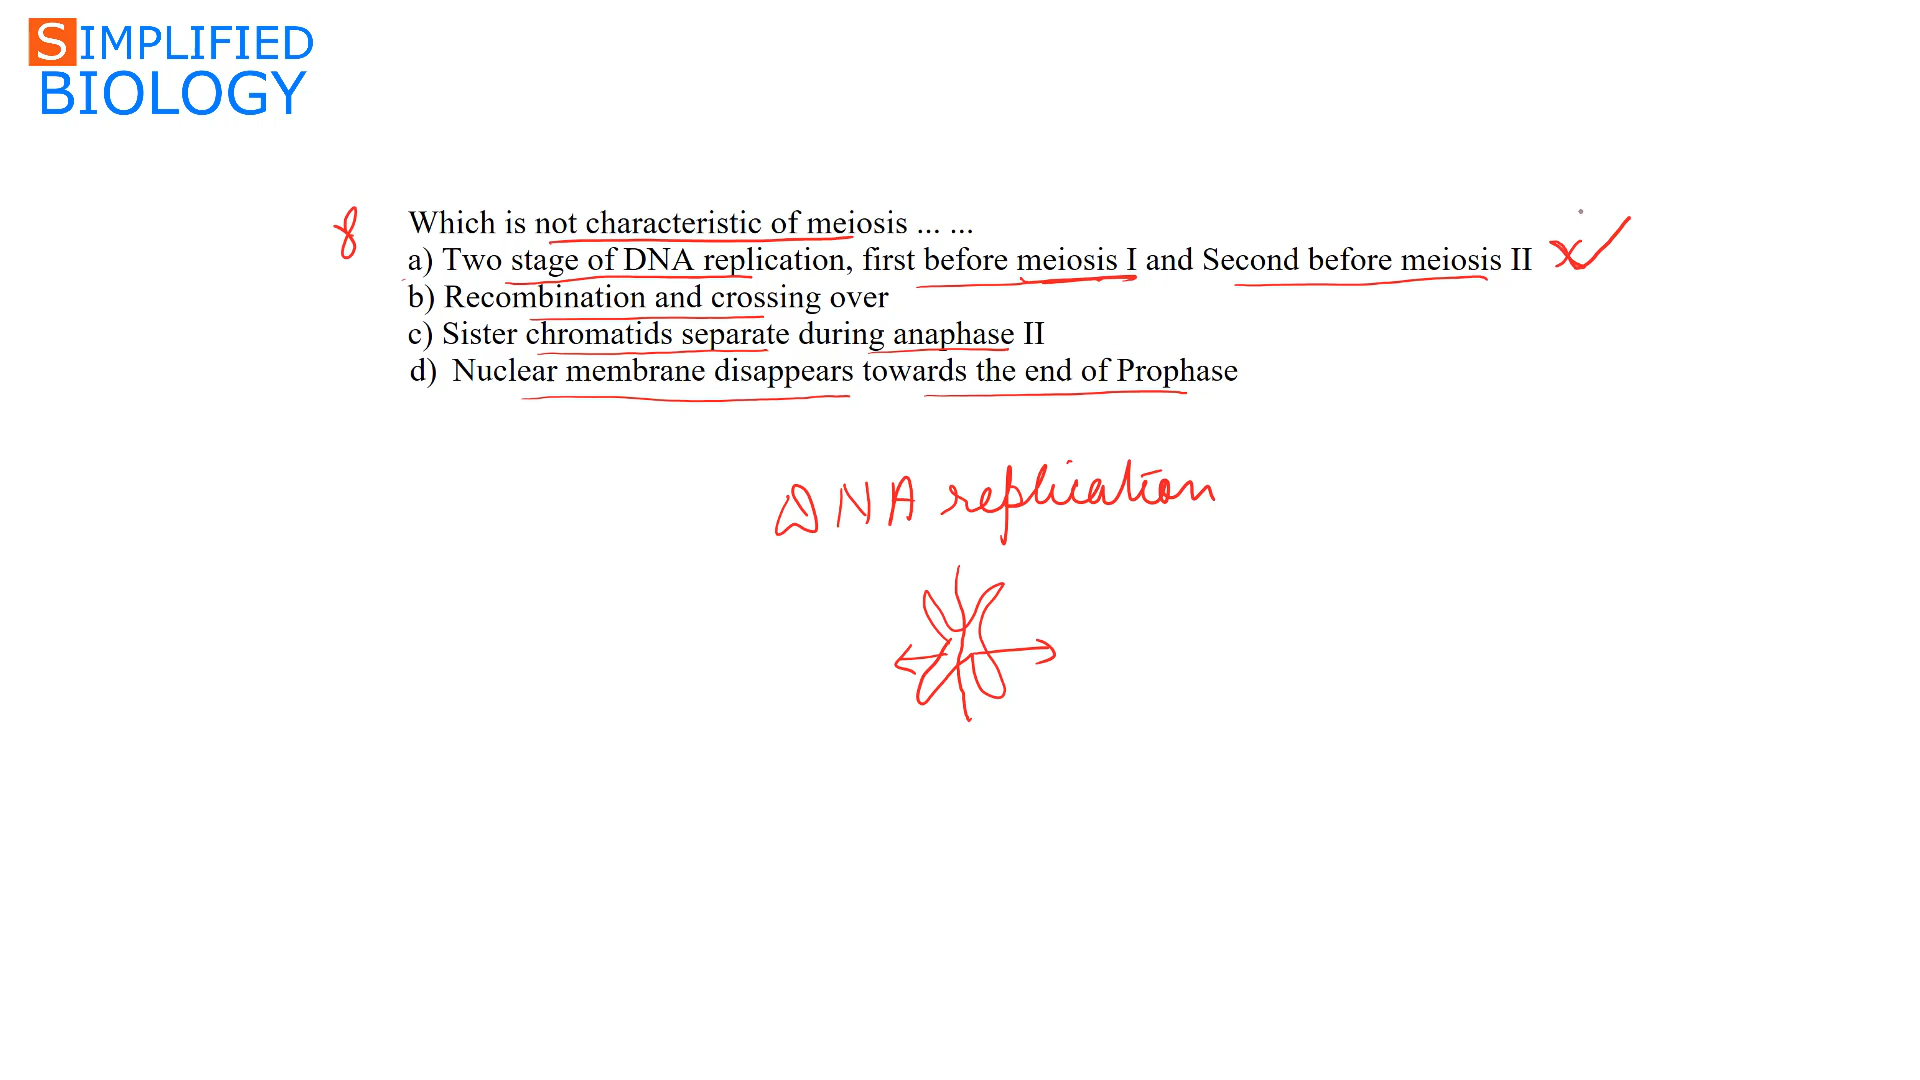 SIMPLIFIED
BIOLOGY
8 Which is not characteristic of meiosis ... ...
a) Two stage of DNA replication, first before meiosis I and Second before meiosis II
b) Recombination and crossing over
c) Sister chromatids separate during anaphase II
d) Nuclear membrane disappears towards the end of Prophase
DNA replication